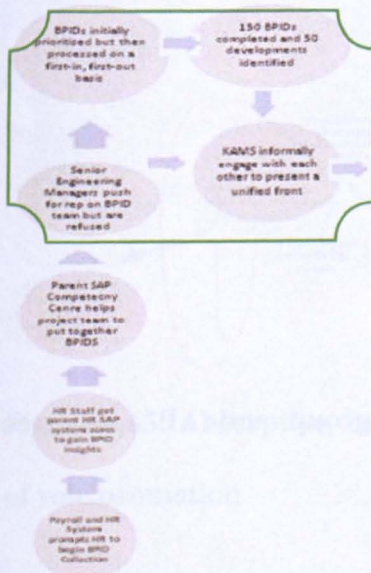 BPIDs initially
prioritised but then
processed on a
first-in, first-out
basis
150 BPIDs
completed and 50
developments
identified
Senior
Engineering
Managers push
for rep on BPID
team but are
refused
KAMS informally
engage with each
other to present a
unified front
Parent SAP
Competecny
Cenre helps
project team to
put together
BPIDS
HR Staff get
parent HR SAP
system
to gain BPID
insights
Payroll and HR
System
prompts HR to
begin BPID
Collection